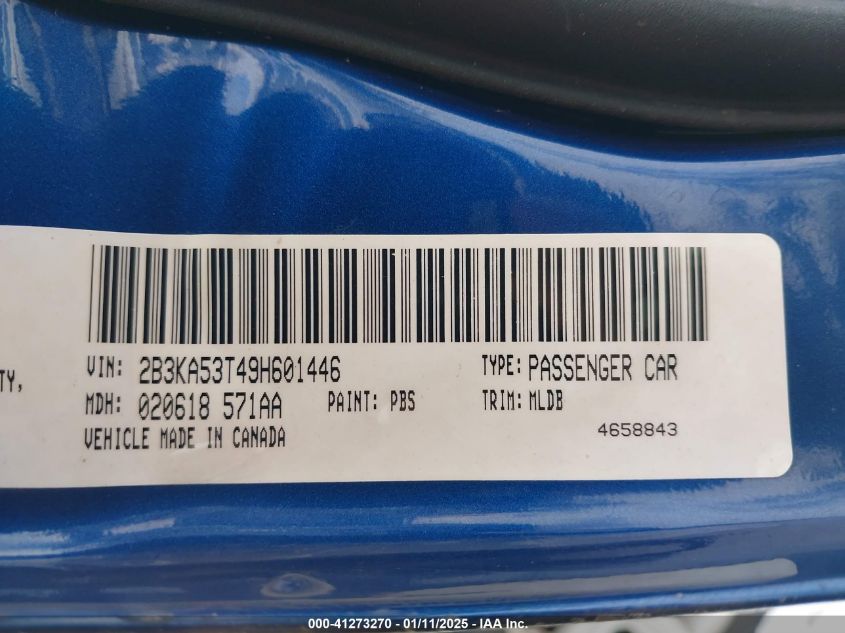 VIN: 2B3KA53T49H601446 TYPE: PASSENGER CAR
TY,
MDH: 020618 571AA PAINT: PBS TRIM: MLDB
VEHICLE MADE IN CANADA 4658843
000-41273270 - 01/11/2025 - © IAA Inc.